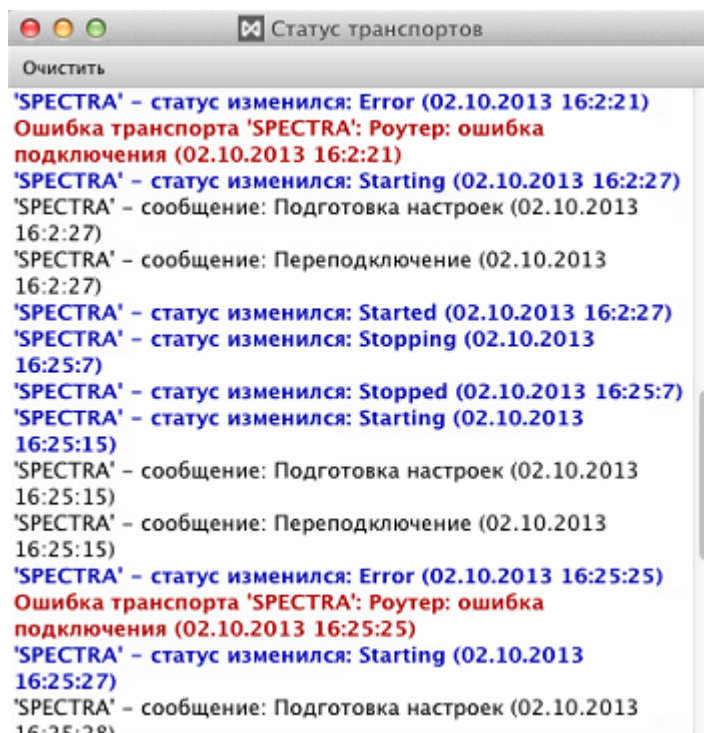 Статус транспортов
Очистить
'SPECTRA' – статус изменился: Error (02.10.2013 16:2:21)
Ошибка транспорта 'SPECTRA': Роутер: ошибка
подключения (02.10.2013 16:2:21)
'SPECTRA' – статус изменился: Starting (02.10.2013 16:2:27)
'SPECTRA' – сообщение: Подготовка настроек (02.10.2013
16:2:27)
'SPECTRA' – сообщение: Переподключение (02.10.2013
16:2:27)
'SPECTRA' – статус изменился: Started (02.10.2013 16:2:27)
'SPECTRA' – статус изменился: Stopping (02.10.2013
16:25:7)
'SPECTRA' – статус изменился: Stopped (02.10.2013 16:25:7)
'SPECTRA' – статус изменился: Starting (02.10.2013
16:25:15)
'SPECTRA' – сообщение: Подготовка настроек (02.10.2013
16:25:15)
'SPECTRA' – сообщение: Переподключение (02.10.2013
16:25:15)
'SPECTRA' – статус изменился: Error (02.10.2013 16:25:25)
Ошибка транспорта 'SPECTRA': Роутер: ошибка
подключения (02.10.2013 16:25:25)
'SPECTRA' – статус изменился: Starting (02.10.2013
16:25:27)
'SPECTRA' – сообщение: Подготовка настроек (02.10.2013
16:25:28)